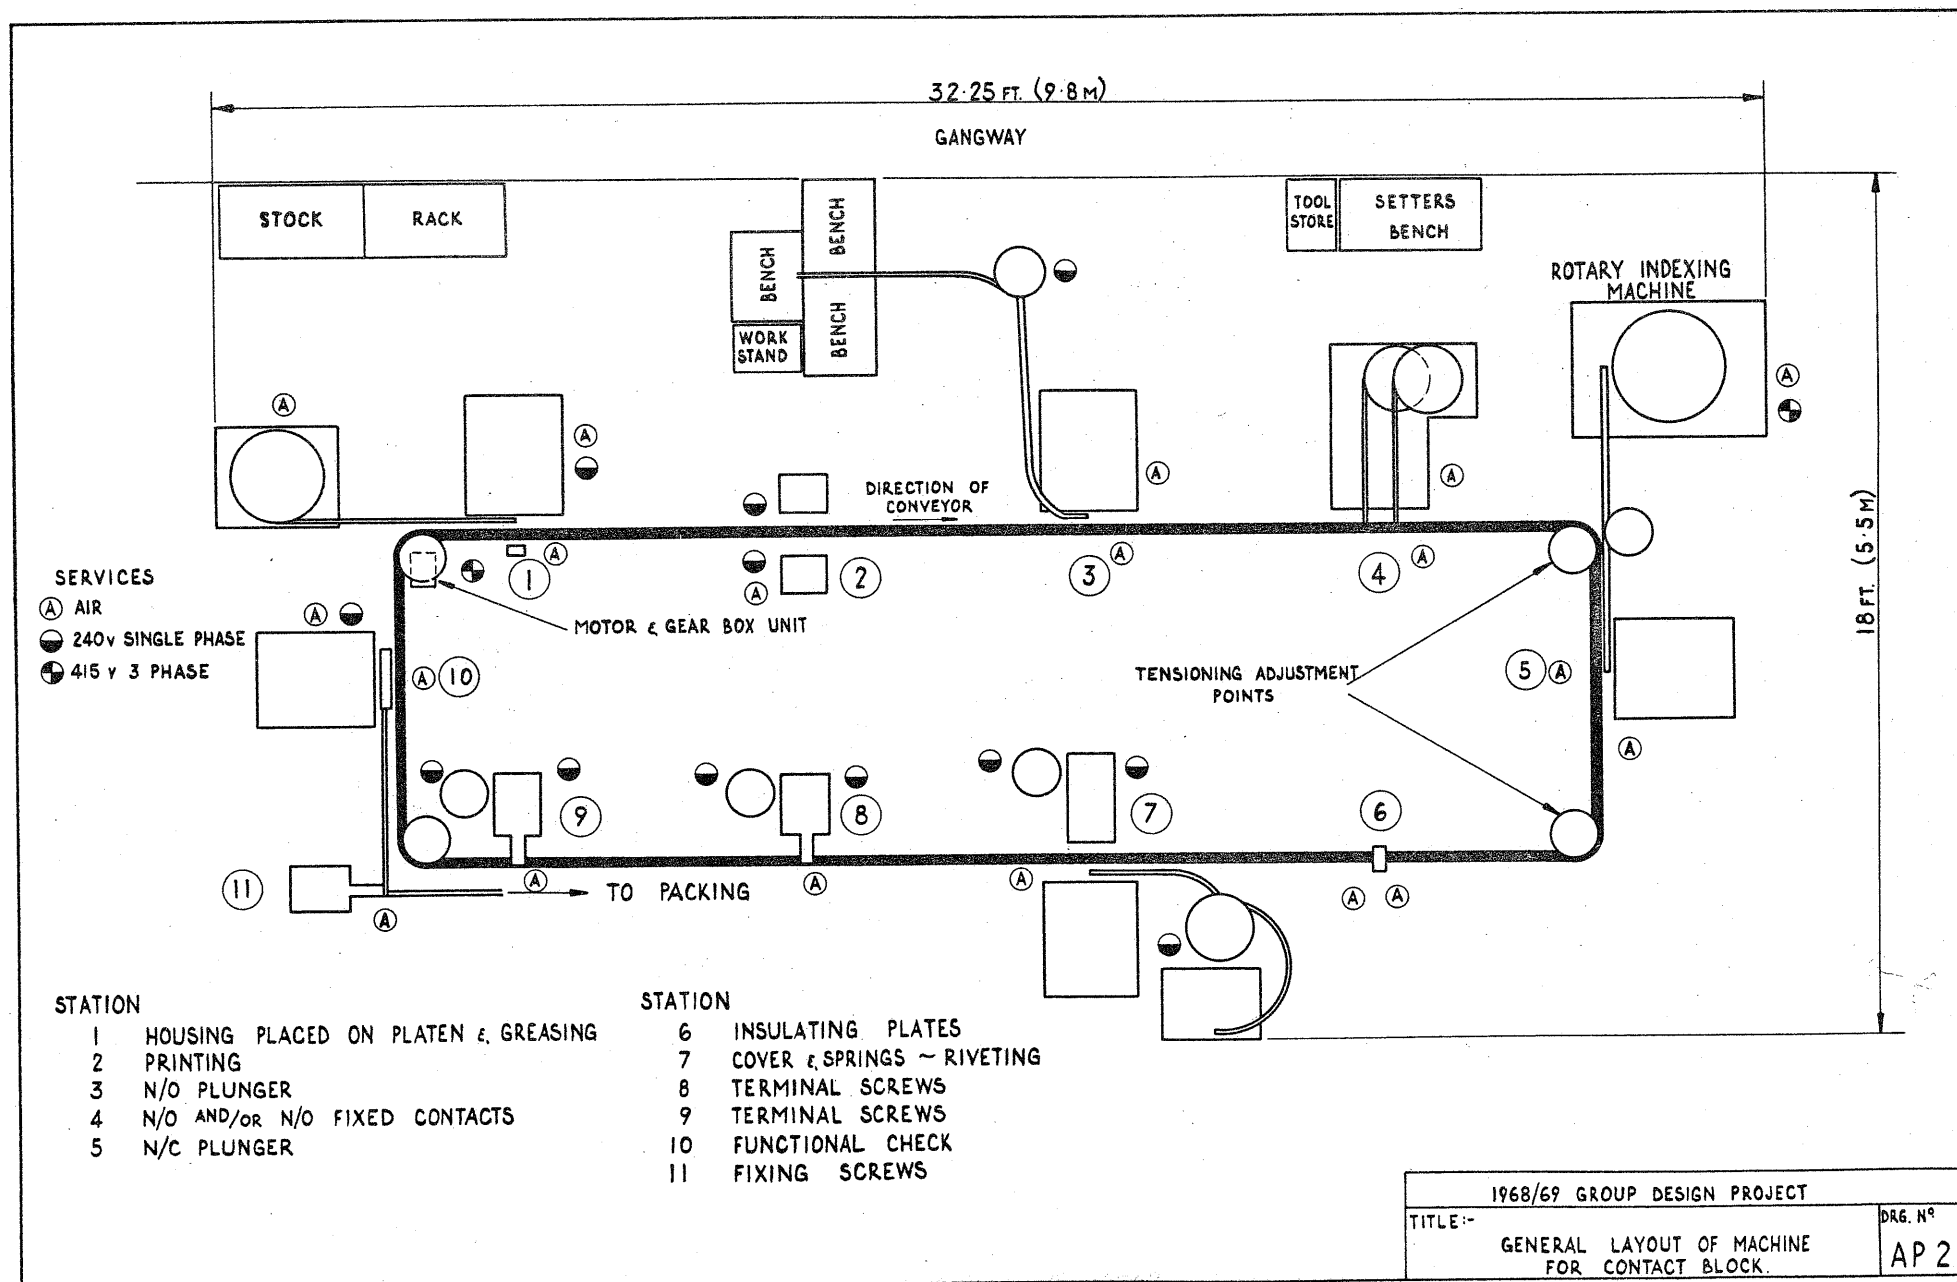 32·25 FT. (9·8 M)
GANGWAY
STOCK RACK
BENCH
BENCH
BENCH
WORK
STAND
TOOL
STORE
SETTERS
BENCH
ROTARY INDEXING
MACHINE
A
A
A
A
A
DIRECTION OF
CONVEYOR
18 FT. (5·5 M)
SERVICES
A AIR
240v SINGLE PHASE
415 v 3 PHASE
A
1
A
2
A
3
A
4
MOTOR & GEAR BOX UNIT
A
A
10
TENSIONING ADJUSTMENT
POINTS
5
A
A
9
8
7
6
11
A
A
TO PACKING
A
A
A
A
STATION
1 HOUSING PLACED ON PLATEN & GREASING
2 PRINTING
3 N/O PLUNGER
4 N/O AND/OR N/O FIXED CONTACTS
5 N/C PLUNGER
STATION
6 INSULATING PLATES
7 COVER & SPRINGS ~ RIVETING
8 TERMINAL SCREWS
9 TERMINAL SCREWS
10 FUNCTIONAL CHECK
11 FIXING SCREWS
1968/69 GROUP DESIGN PROJECT
TITLE:-
GENERAL LAYOUT OF MACHINE
FOR CONTACT BLOCK.
DRG. Nº
AP 2